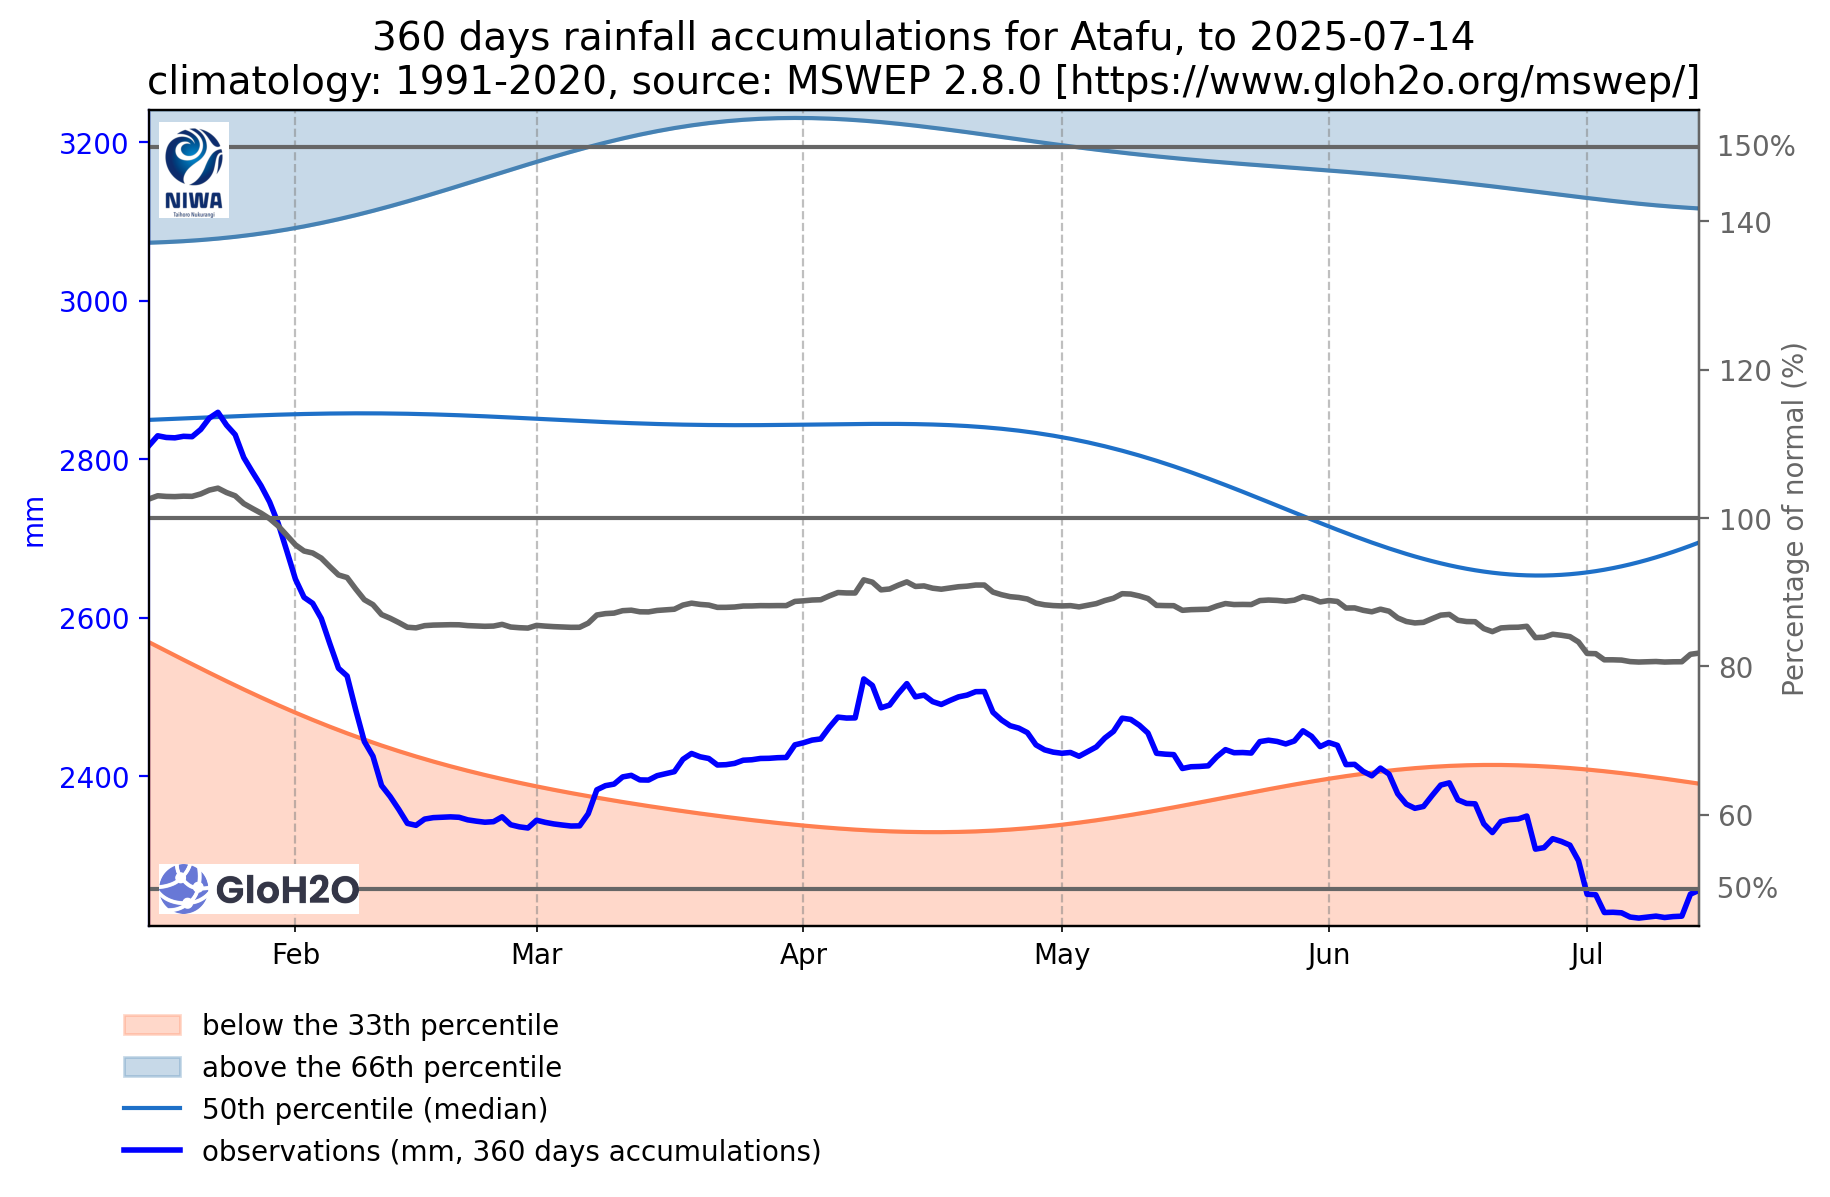 360 days rainfall accumulations for Atafu, to 2025-07-14
climatology: 1991-2020, source: MSWEP 2.8.0 [https://www.gloh2o.org/mswep/]
3200
3000
2800
2600
2400
mm
NIWA
Taihoro Nukurangi
GloH2O
150%
140
120
100
80
60
50%
Percentage of normal (%)
Feb
Mar
Apr
May
Jun
Jul
below the 33th percentile
above the 66th percentile
50th percentile (median)
observations (mm, 360 days accumulations)